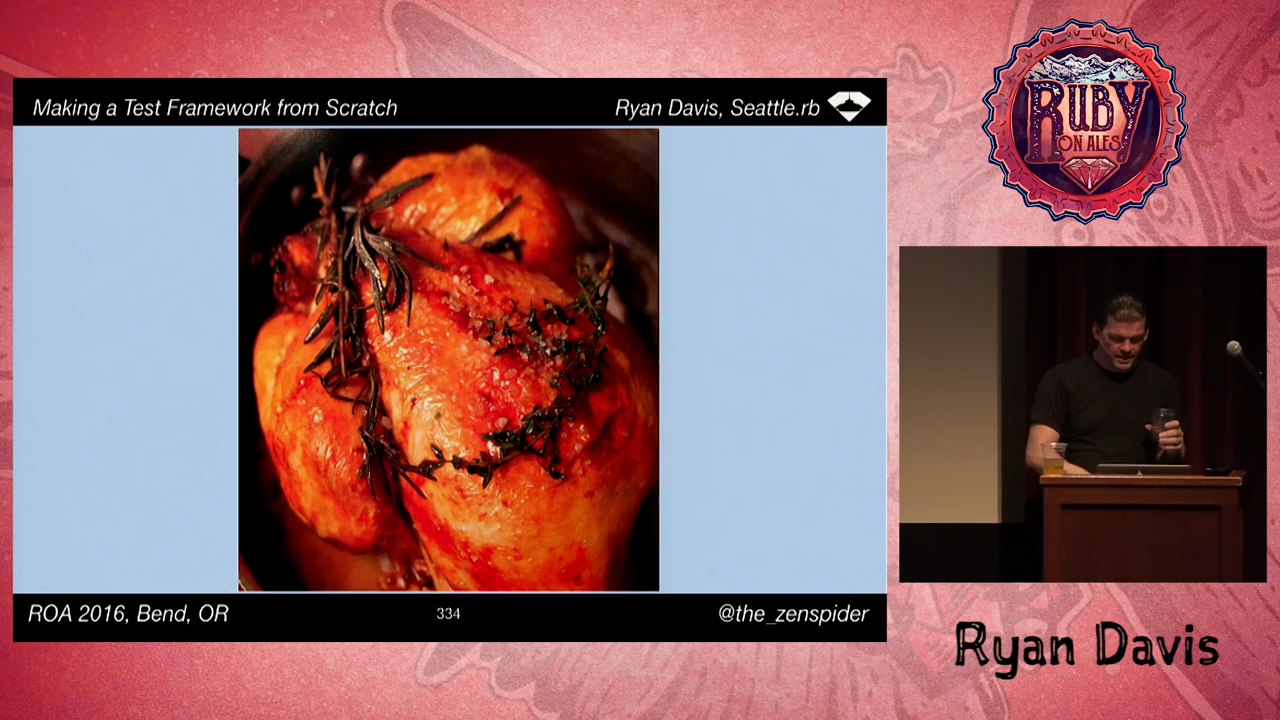 Making a Test Framework from Scratch
Ryan Davis, Seattle.rb
RUBY
ON ALES
ROA 2016, Bend, OR
334
@the_zenspider
Ryan Davis